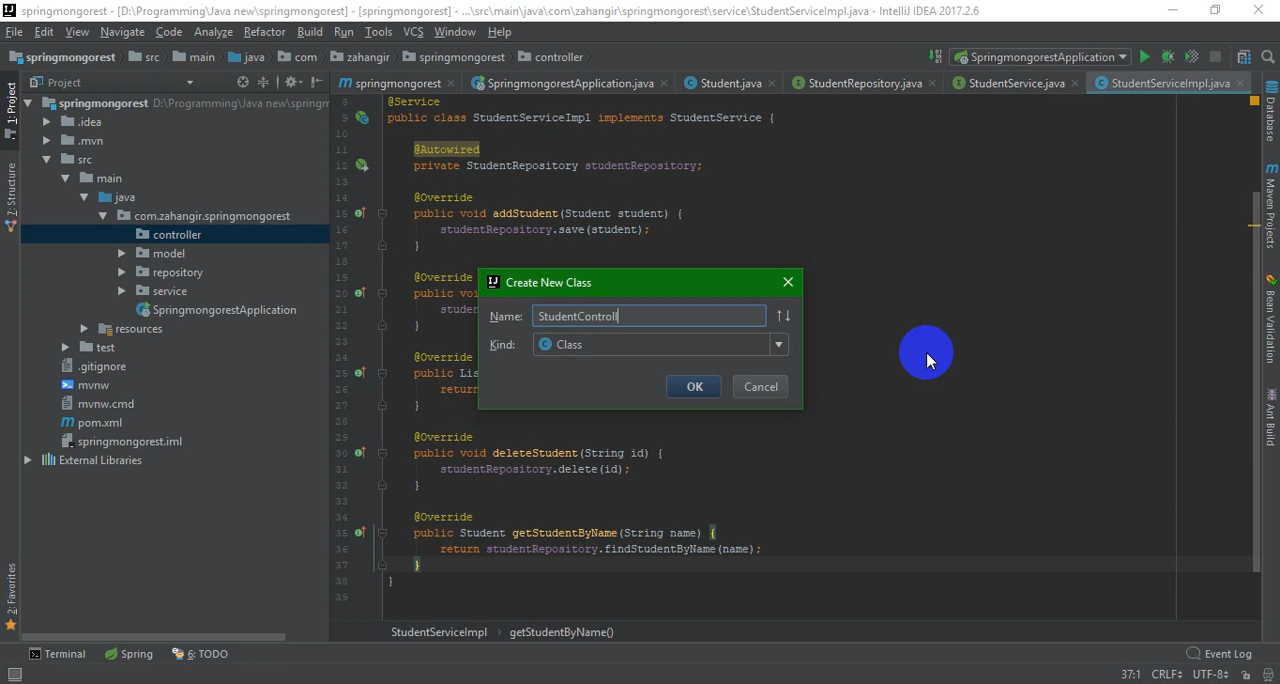 springmongorest - [D:\Programming\Java new\springmongorest] - [springmongorest] - ...\src\main\java\com\zahangir\springmongorest\service\StudentServiceImpl.java - IntelliJ IDEA 2017.2.6
File Edit View Navigate Code Analyze Refactor Build Run Tools VCS Window Help
springmongorest src main java com zahangir springmongorest controller SpringmongorestApplication
Project
springmongorest SpringmongorestApplication.java Student.java StudentRepository.java StudentService.java StudentServiceImpl.java
1: Project
7: Structure
2: Favorites
springmongorest D:\Programming\Java new\springm
.idea
.mvn
src
main
java
com.zahangir.springmongorest
controller
model
repository
service
SpringmongorestApplication
resources
test
.gitignore
mvnw
mvnw.cmd
pom.xml
springmongorest.iml
External Libraries
8 @Service
9 public class StudentServiceImpl implements StudentService {
10
11 @Autowired
12 private StudentRepository studentRepository;
13
14 @Override
15 public void addStudent(Student student) {
16 studentRepository.save(student);
17 }
18
19 @Override
20 public voi
21 studen
22 }
23
24 @Override
25 public Lis
26 return
27 }
28
29 @Override
30 public void deleteStudent(String id) {
31 studentRepository.delete(id);
32 }
33
34 @Override
35 public Student getStudentByName(String name) {
36 return studentRepository.findStudentByName(name);
37 }
38 }
39
Create New Class
Name: StudentControll
Kind: Class
OK Cancel
Database
Maven Projects
Bean Validation
Ant Build
StudentServiceImpl getStudentByName()
Terminal Spring 6: TODO Event Log
37:1 CRLF UTF-8